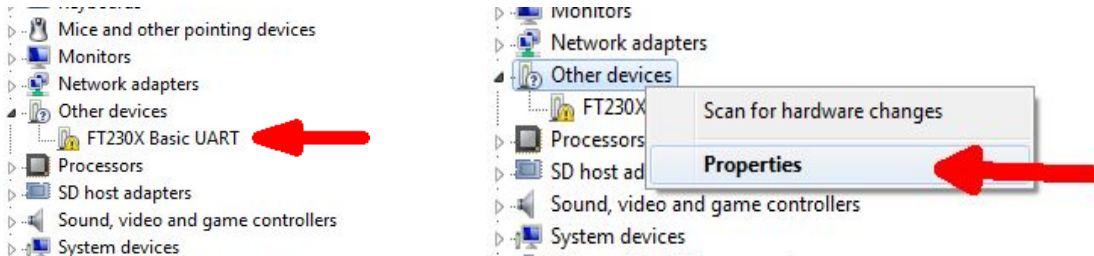 Mice and other pointing devices
Monitors
Network adapters
Other devices
FT230X Basic UART
Processors
SD host adapters
Sound, video and game controllers
System devices
Monitors
Network adapters
Other devices
FT230X
Scan for hardware changes
Processors
Properties
SD host ad
Sound, video and game controllers
System devices